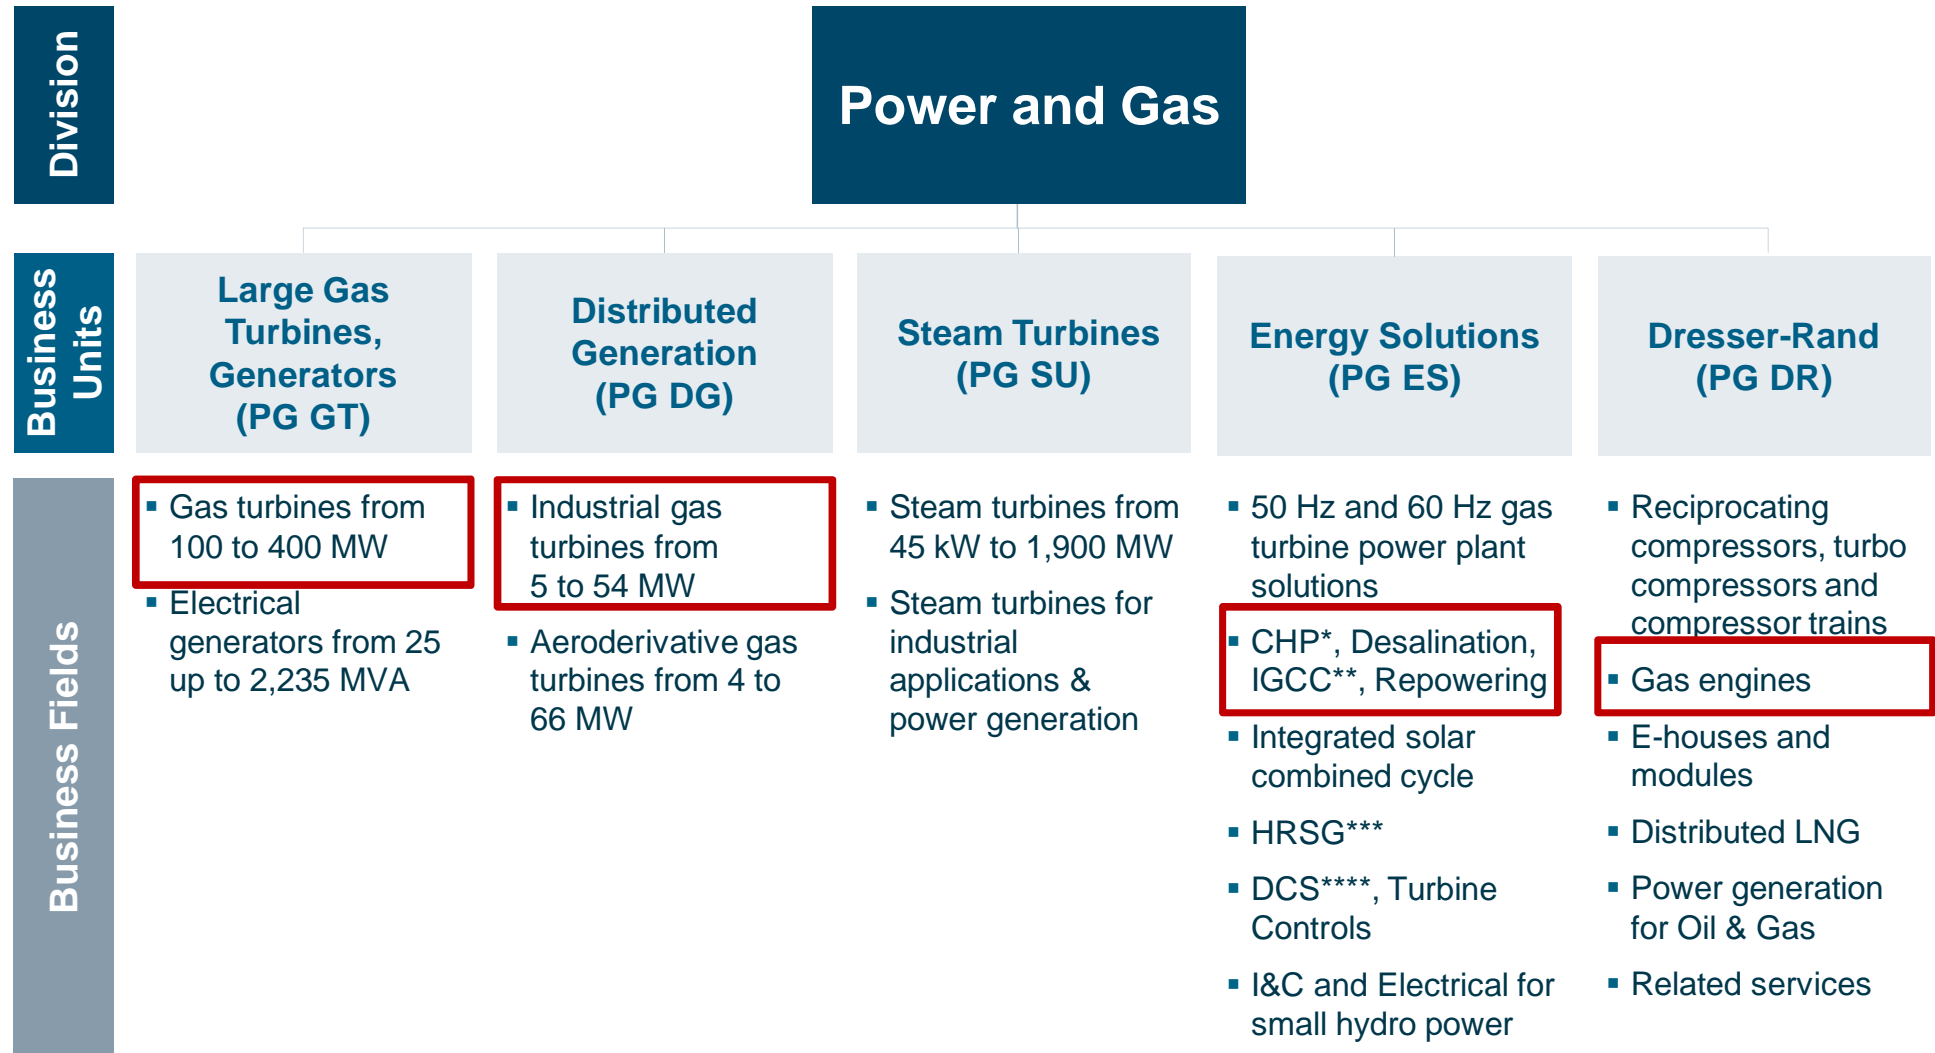 Division
Power and Gas
Business
Units
Large Gas
Turbines,
Generators
(PG GT)
Distributed
Generation
(PG DG)
Steam Turbines
(PG SU)
Energy Solutions
(PG ES)
Dresser-Rand
(PG DR)
Business Fields
▪ Gas turbines from
100 to 400 MW
▪ Electrical
generators from 25
up to 2,235 MVA
▪ Industrial gas
turbines from
5 to 54 MW
▪ Aeroderivative gas
turbines from 4 to
66 MW
▪ Steam turbines from
45 kW to 1,900 MW
▪ Steam turbines for
industrial
applications &
power generation
▪ 50 Hz and 60 Hz gas
turbine power plant
solutions
▪ CHP*, Desalination,
IGCC**, Repowering
▪ Integrated solar
combined cycle
▪ HRSG***
▪ DCS****, Turbine
Controls
▪ I&C and Electrical for
small hydro power
▪ Reciprocating
compressors, turbo
compressors and
compressor trains
▪ Gas engines
▪ E-houses and
modules
▪ Distributed LNG
▪ Power generation
for Oil & Gas
▪ Related services